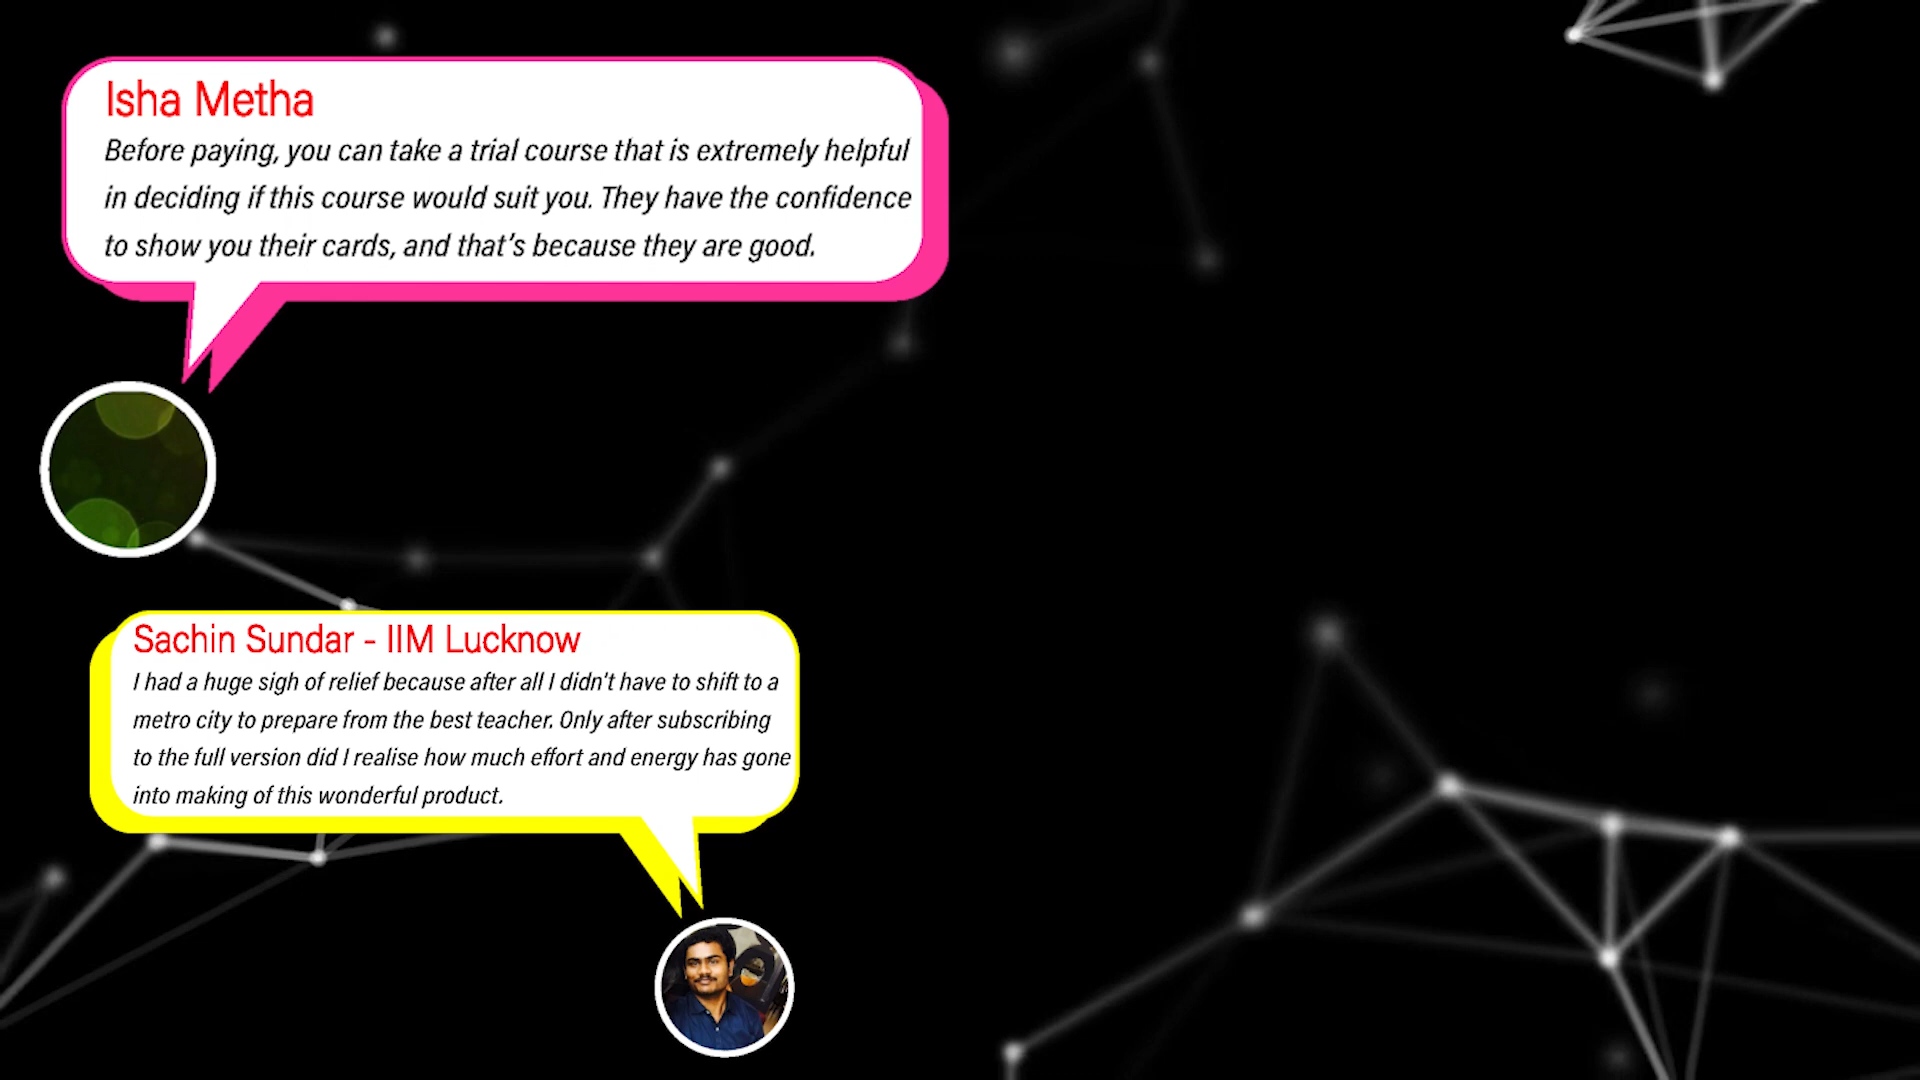 Isha Metha
Before paying, you can take a trial course that is extremely helpful
in deciding if this course would suit you. They have the confidence
to show you their cards, and that's because they are good.
Sachin Sundar - IIM Lucknow
I had a huge sigh of relief because after all I didn't have to shift to a
metro city to prepare from the best teacher. Only after subscribing
to the full version did I realise how much effort and energy has gone
into making of this wonderful product.